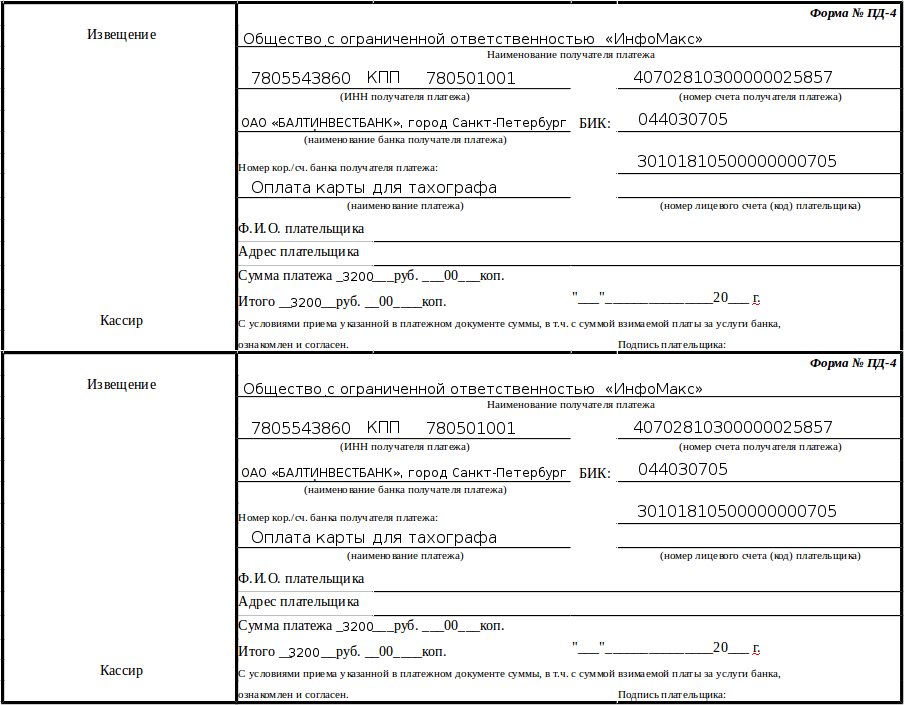 Форма № ПД-4
Извещение
Общество с ограниченной ответственностью «ИнфоМакс»
Наименование получателя платежа
7805543860 КПП 780501001 40702810300000025857
(ИНН получателя платежа) (номер счета получателя платежа)
ОАО «БАЛТИНВЕСТБАНК», город Санкт-Петербург БИК: 044030705
(наименование банка получателя платежа)
Номер кор./сч. банка получателя платежа: 30101810500000000705
Оплата карты для тахографа
(наименование платежа) (номер лицевого счета (код) плательщика)
Ф.И.О. плательщика
Адрес плательщика
Сумма платежа _3200___руб. ___00___коп.
Итого __3200__руб. __00____коп. "___"_______________20___ г.
Кассир
С условиями приема указанной в платежном документе суммы, в т.ч. с суммой взимаемой платы за услуги банка,
ознакомлен и согласен. Подпись плательщика:
Форма № ПД-4
Извещение
Общество с ограниченной ответственностью «ИнфоМакс»
Наименование получателя платежа
7805543860 КПП 780501001 40702810300000025857
(ИНН получателя платежа) (номер счета получателя платежа)
ОАО «БАЛТИНВЕСТБАНК», город Санкт-Петербург БИК: 044030705
(наименование банка получателя платежа)
Номер кор./сч. банка получателя платежа: 30101810500000000705
Оплата карты для тахографа
(наименование платежа) (номер лицевого счета (код) плательщика)
Ф.И.О. плательщика
Адрес плательщика
Сумма платежа _3200___руб. ___00___коп.
Итого __3200__руб. __00____коп. "___"_______________20___ г.
Кассир
С условиями приема указанной в платежном документе суммы, в т.ч. с суммой взимаемой платы за услуги банка,
ознакомлен и согласен. Подпись плательщика: